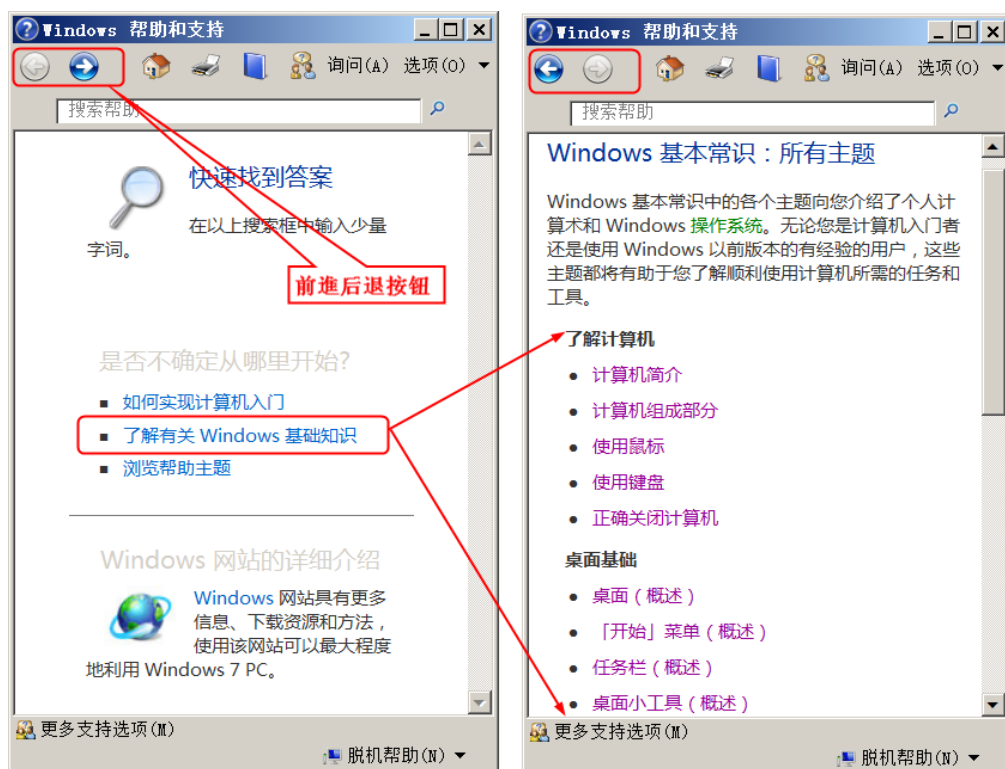 Windows 帮助和支持
询问(A) 选项(O)
搜索帮助
快速找到答案
在以上搜索框中输入少量
字词。
前進后退按钮
是否不确定从哪里开始?
如何实现计算机入门
了解有关 Windows 基础知识
浏览帮助主题
Windows 网站的详细介绍
Windows 网站具有更多
信息、下载资源和方法，
使用该网站可以最大程度
地利用 Windows 7 PC。
更多支持选项(M)
脱机帮助(N)
Windows 帮助和支持
询问(A) 选项(O)
搜索帮助
Windows 基本常识：所有主题
Windows 基本常识中的各个主题向您介绍了个人计
算术和 Windows 操作系统。无论您是计算机入门者
还是使用 Windows 以前版本的有经验的用户，这些
主题都将有助于您了解顺利使用计算机所需的任务和
工具。
了解计算机
计算机简介
计算机组成部分
使用鼠标
使用键盘
正确关闭计算机
桌面基础
桌面（概述）
「开始」菜单（概述）
任务栏（概述）
桌面小工具（概述）
更多支持选项(M)
脱机帮助(N)